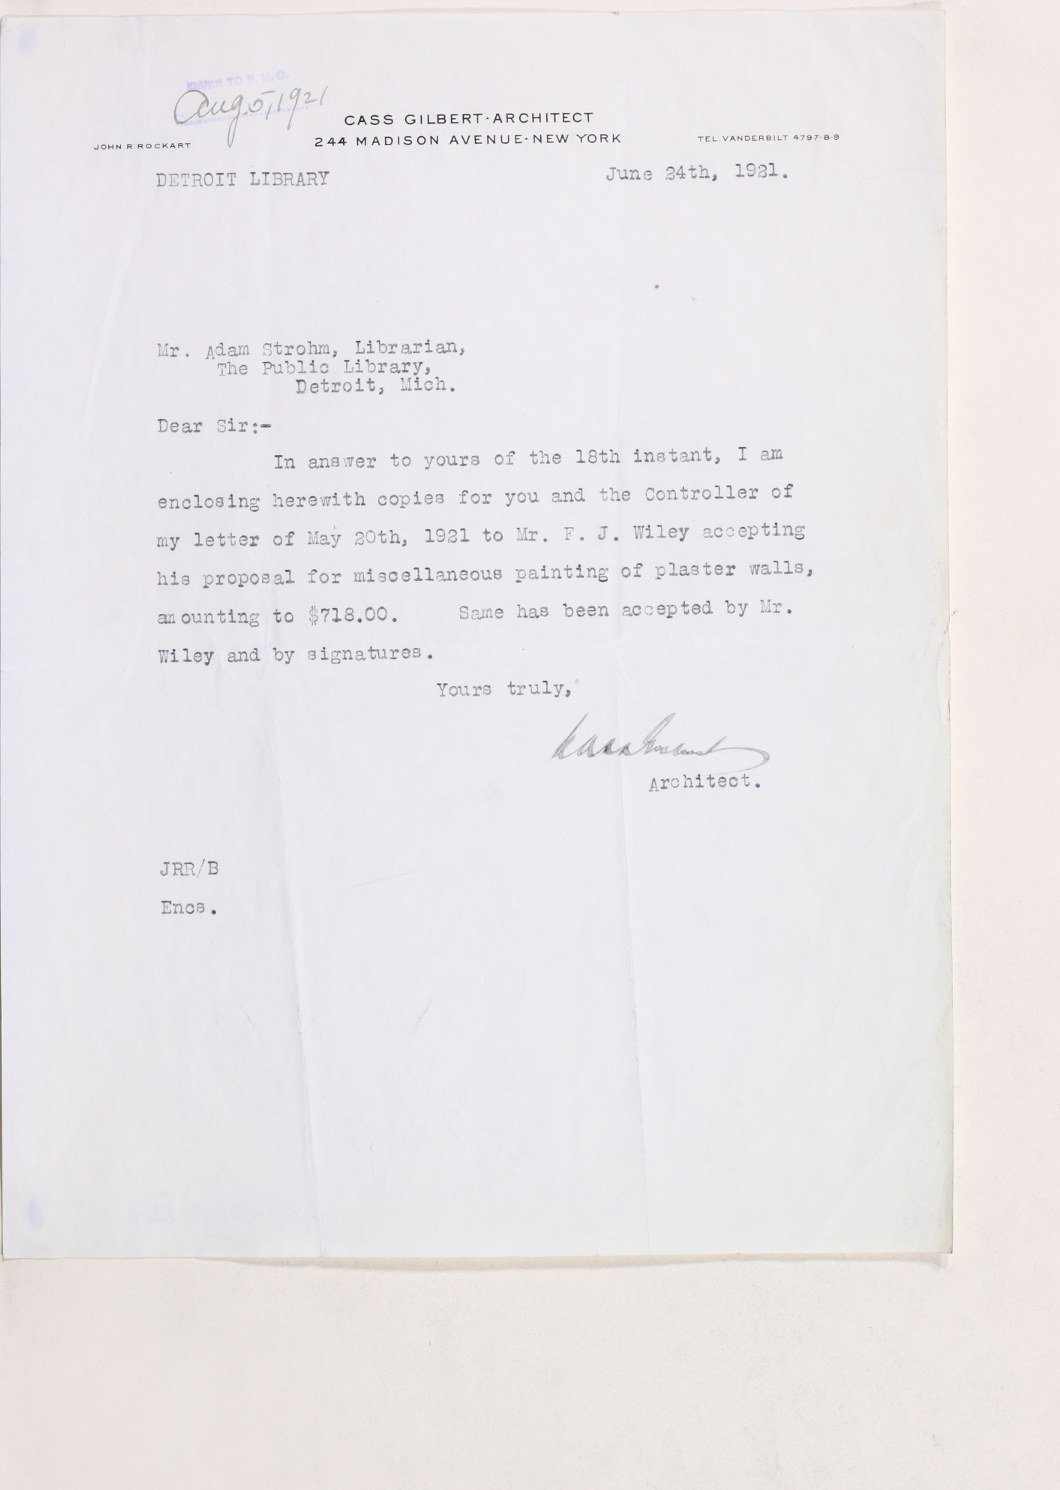 GIVEN TO B.M.C.
Aug. 5, 1921
CASS GILBERT·ARCHITECT
244 MADISON AVENUE-NEW YORK
JOHN R. ROCKART
TEL. VANDERBILT 4797-8-9
DETROIT LIBRARY
June 24th, 1921.
Mr. Adam Strohm, Librarian,
The Public Library,
Detroit, Mich.
Dear Sir:-
In answer to yours of the 18th instant, I am
enclosing herewith copies for you and the Controller of
my letter of May 20th, 1921 to Mr. F. J. Wiley accepting
his proposal for miscellaneous painting of plaster walls,
amounting to $718.00. Same has been accepted by Mr.
Wiley and by signatures.
Yours truly,
Cass Gilbert
Architect.
JRR/B
Encs.